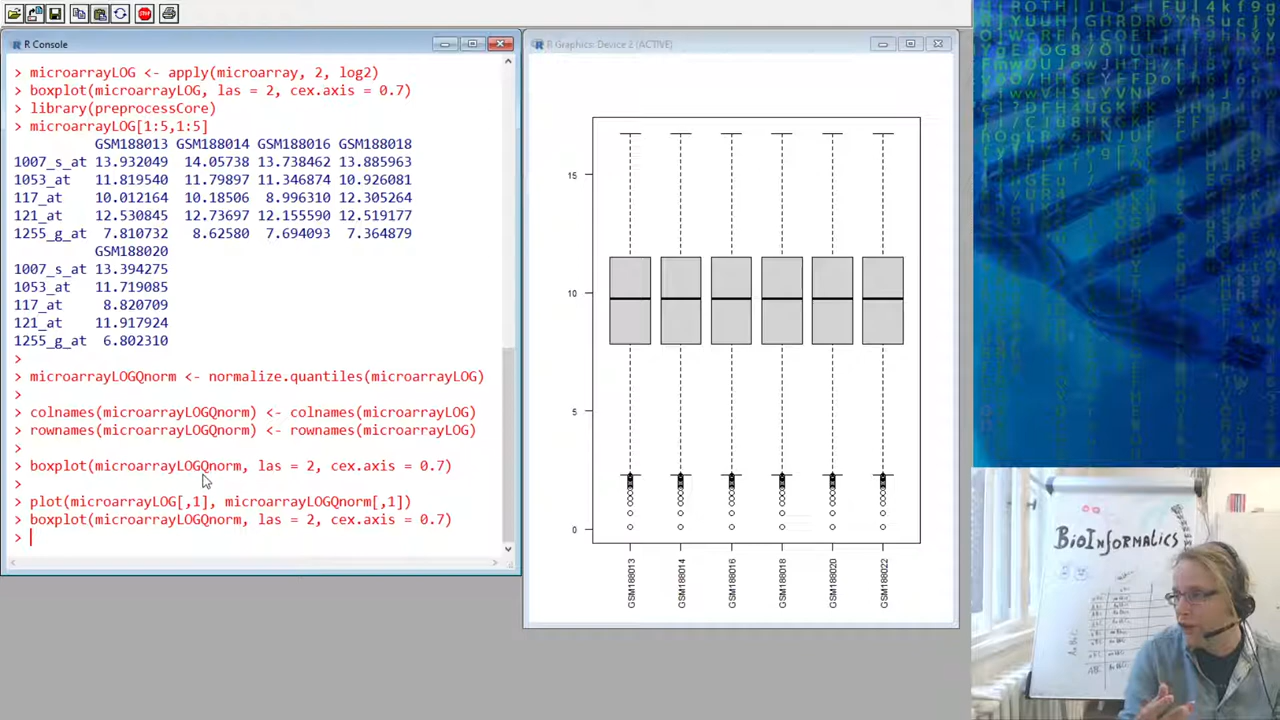 R Console
> microarrayLOG <- apply(microarray, 2, log2)
> boxplot(microarrayLOG, las = 2, cex.axis = 0.7)
> library(preprocessCore)
> microarrayLOG[1:5,1:5]
GSM188013 GSM188014 GSM188016 GSM188018
1007_s_at 13.932049 14.05738 13.738462 13.885963
1053_at 11.819540 11.79897 11.346874 10.926081
117_at 10.012164 10.18506 8.996310 12.305264
121_at 12.530845 12.73697 12.155590 12.519177
1255_g_at 7.810732 8.62580 7.694093 7.364879
GSM188020
1007_s_at 13.394275
1053_at 11.719085
117_at 8.820709
121_at 11.917924
1255_g_at 6.802310
>
> microarrayLOGQnorm <- normalize.quantiles(microarrayLOG)
>
> colnames(microarrayLOGQnorm) <- colnames(microarrayLOG)
> rownames(microarrayLOGQnorm) <- rownames(microarrayLOG)
>
> boxplot(microarrayLOGQnorm, las = 2, cex.axis = 0.7)
>
> plot(microarrayLOG[,1], microarrayLOGQnorm[,1])
> boxplot(microarrayLOGQnorm, las = 2, cex.axis = 0.7)
>
R Graphics: Device 2 (ACTIVE)
15
10
5
0
GSM188013
GSM188014
GSM188016
GSM188018
GSM188020
GSM188022
STOP
BioInformatics